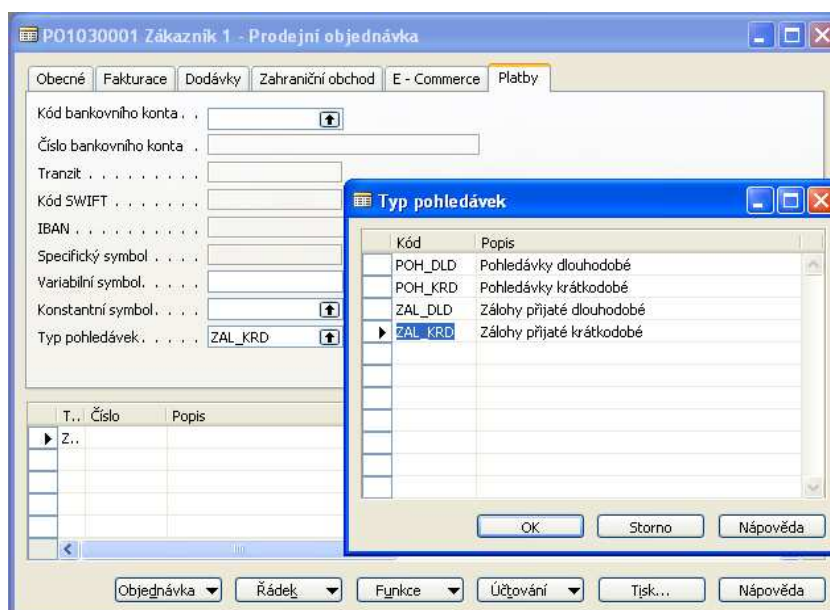 PO1030001 Zákazník 1 - Prodejní objednávka
Obecné Fakturace Dodávky Zahraniční obchod E - Commerce Platby
Kód bankovního konta . .
Číslo bankovního konta .
Tranzit . . . . . . . . .
Kód SWIFT . . . . . . .
IBAN . . . . . . . . . .
Specifický symbol . . . .
Variabilní symbol. . . . .
Konstantní symbol. . . .
Typ pohledávek. . . . . ZAL_KRD
Typ pohledávek
Kód Popis
POH_DLD Pohledávky dlouhodobé
POH_KRD Pohledávky krátkodobé
ZAL_DLD Zálohy přijaté dlouhodobé
ZAL_KRD Zálohy přijaté krátkodobé
OK Storno Nápověda
T.. Číslo Popis
Z..
Objednávka Řádek Funkce Účtování Tisk... Nápověda